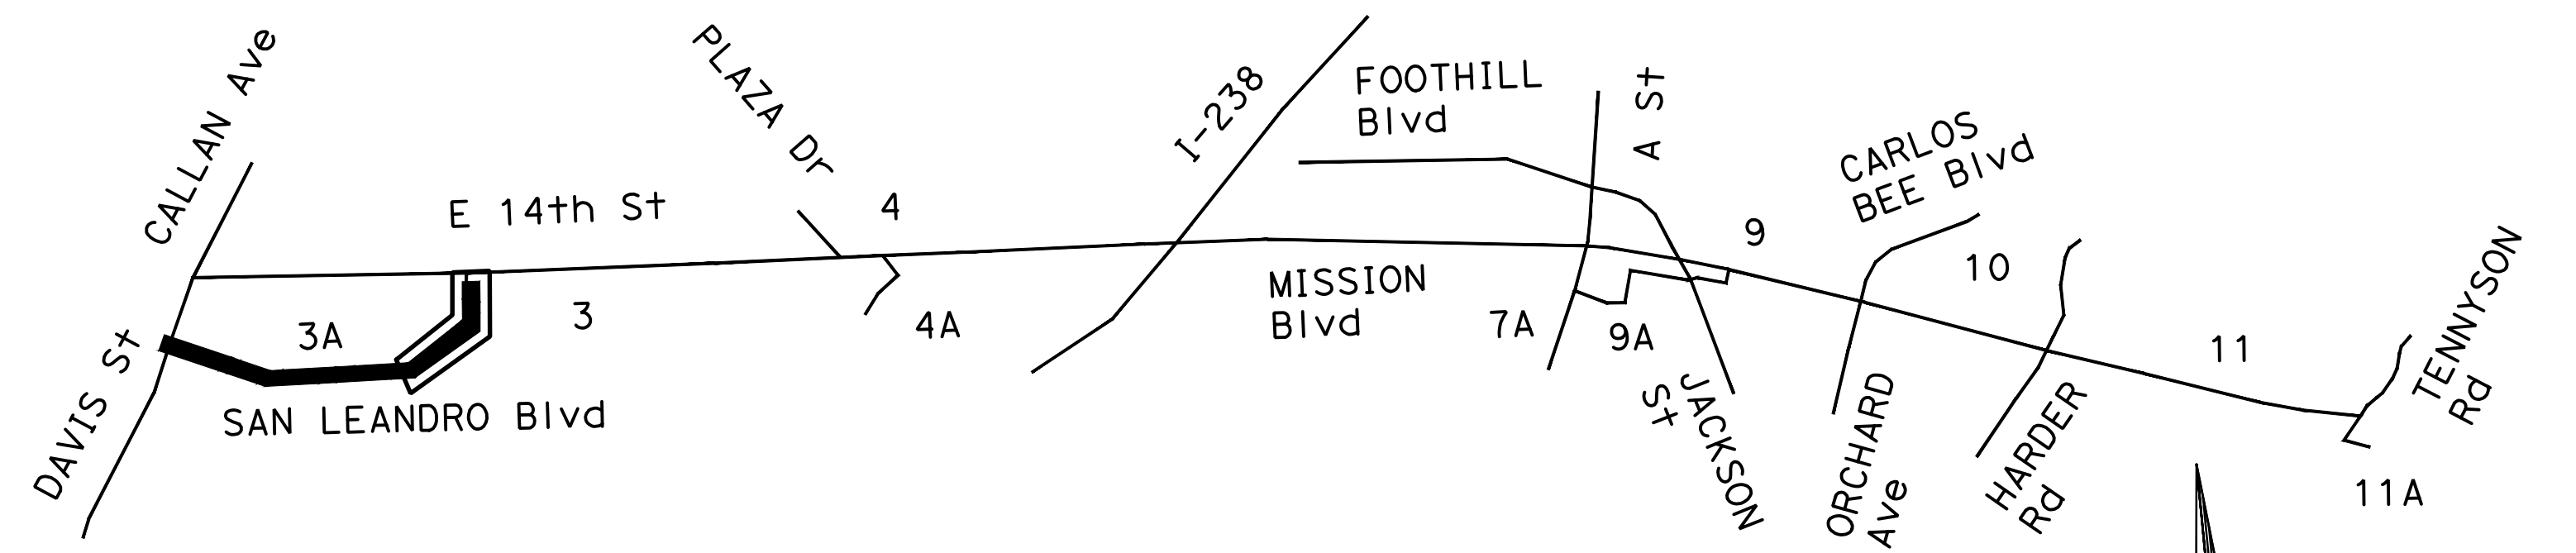 CALLAN Ave
PLAZA Dr
I-238
FOOTHILL
Blvd
A St
CARLOS
BEE Blvd
E 14th St
4
9
10
TENNYSON
Rd
3A
3
4A
MISSION
Blvd
7A
9A
11
DAVIS St
SAN LEANDRO Blvd
JACKSON
St
ORCHARD
Ave
HARDER
Rd
11A